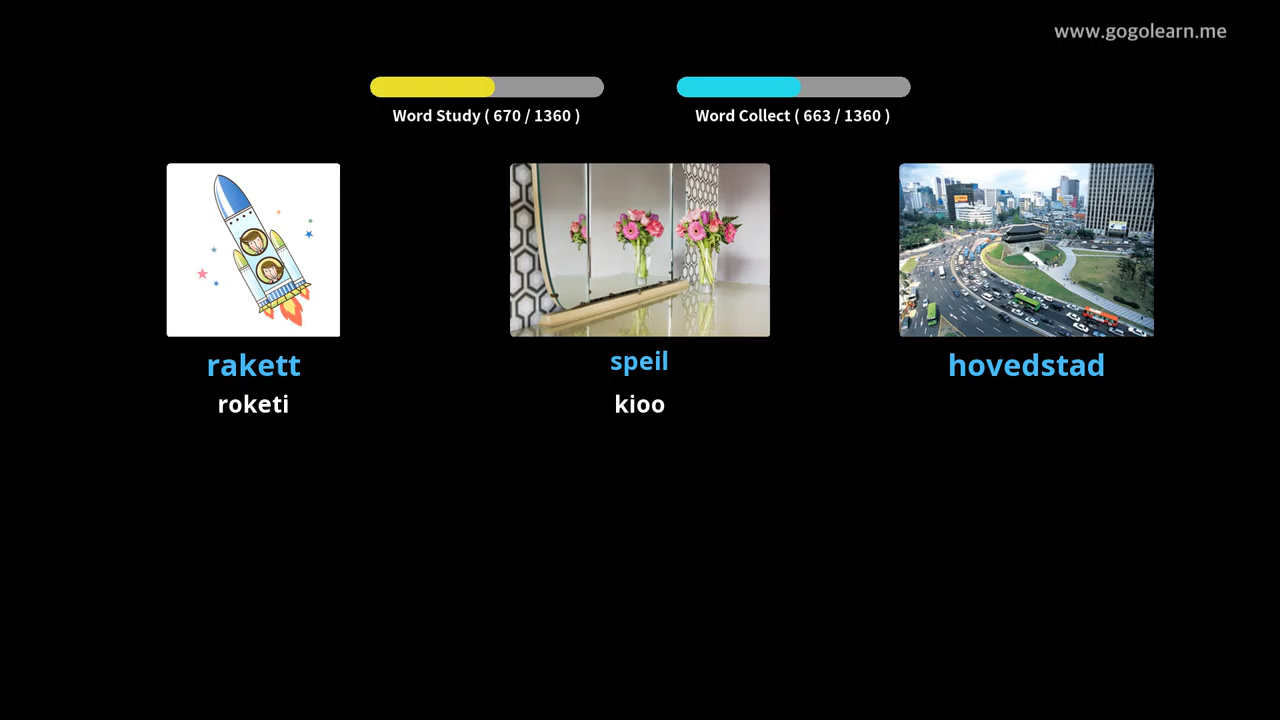 www.gogolearn.me
Word Study ( 670 / 1360 )
Word Collect ( 663 / 1360 )
rakett
speil
hovedstad
roketi
kioo